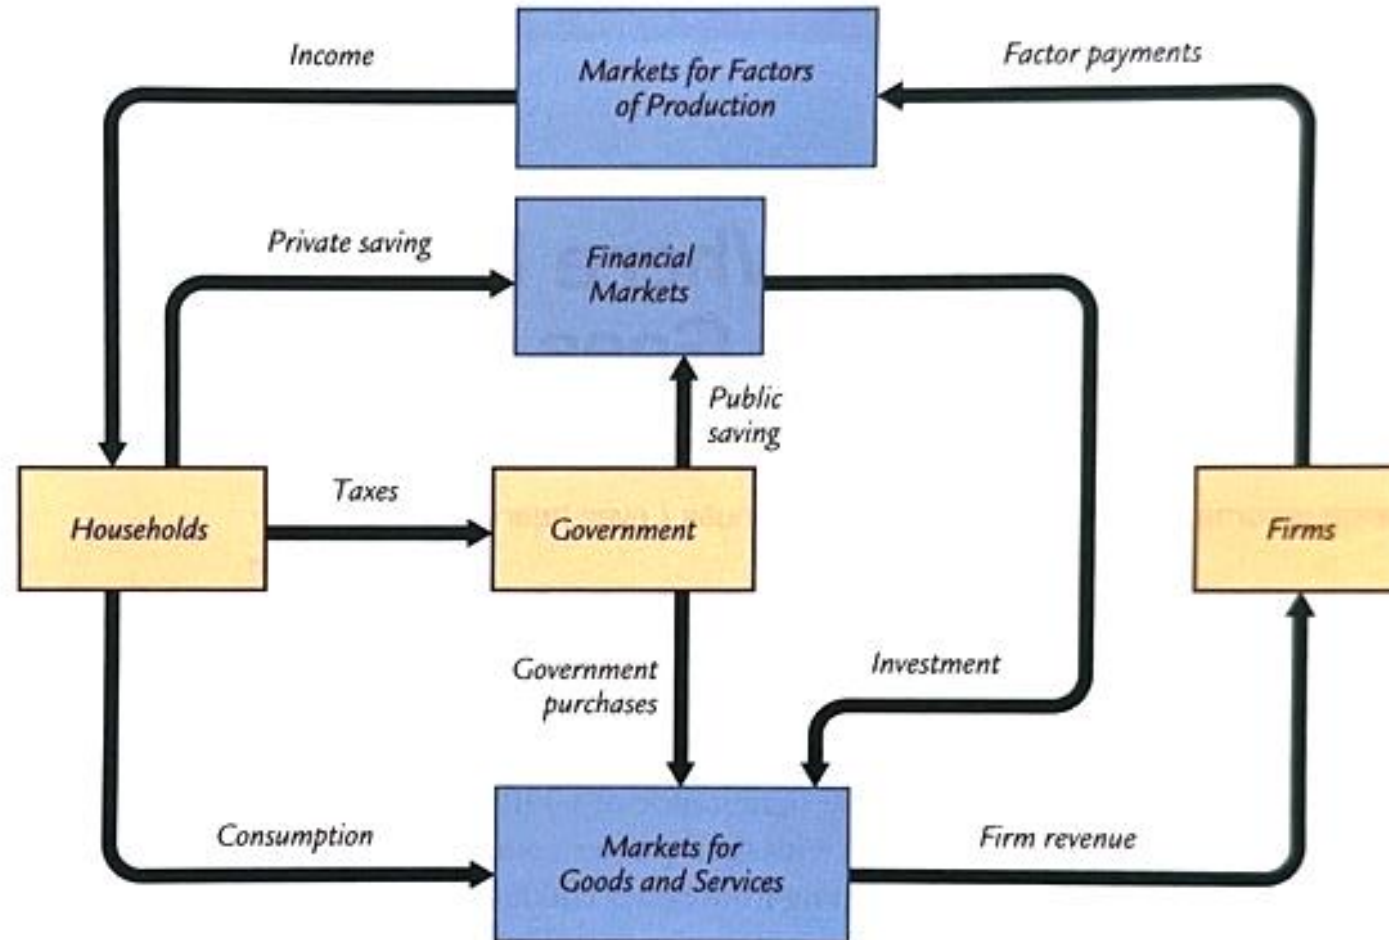 Income
Markets for Factors
of Production
Factor payments
Private saving
Financial
Markets
Public
saving
Households
Taxes
Government
Firms
Government
purchases
Investment
Consumption
Markets for
Goods and Services
Firm revenue